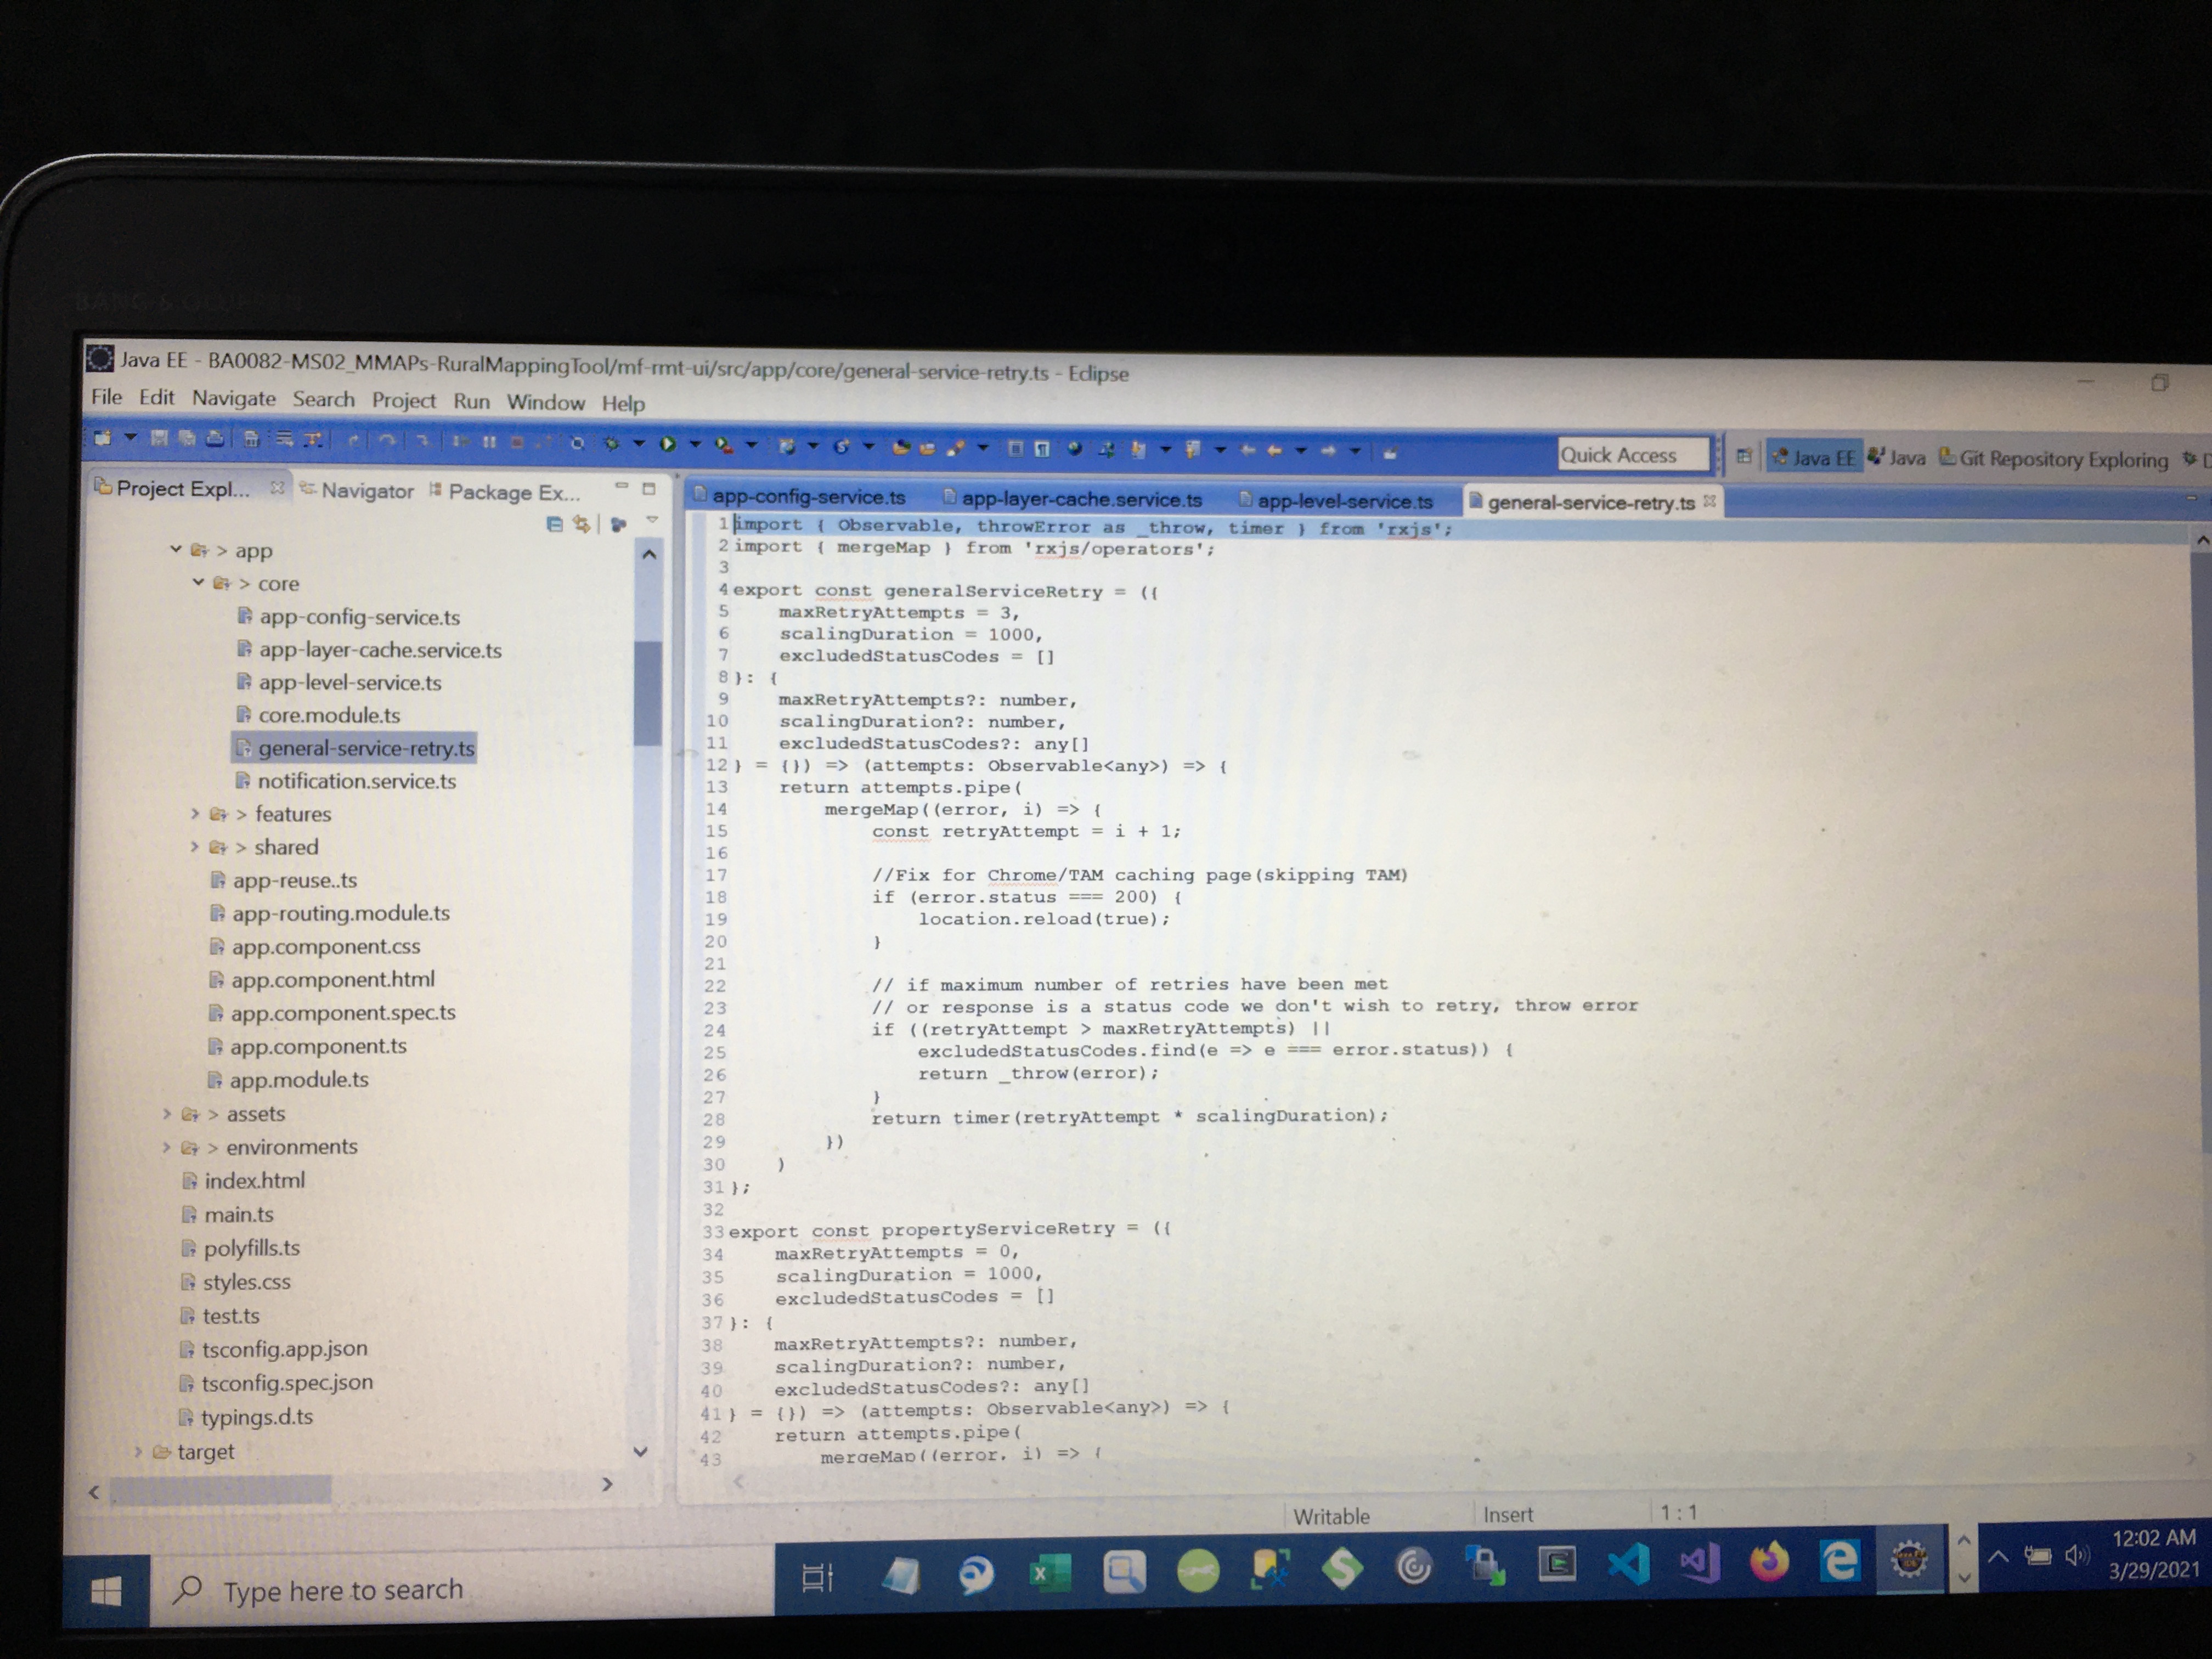 BANG & OLUFSEN
Java EE - BA0082-MS02_MMAPs-RuralMappingTool/mf-rmt-ui/src/app/core/general-service-retry.ts - Eclipse
File Edit Navigate Search Project Run Window Help
Quick Access
Java EE Java Git Repository Exploring D
Project Expl... Navigator Package Ex...
app-config-service.ts app-layer-cache.service.ts app-level-service.ts general-service-retry.ts
> app
> core
app-config-service.ts
app-layer-cache.service.ts
app-level-service.ts
core.module.ts
general-service-retry.ts
notification.service.ts
> features
> shared
app-reuse..ts
app-routing.module.ts
app.component.css
app.component.html
app.component.spec.ts
app.component.ts
app.module.ts
> assets
> environments
index.html
main.ts
polyfills.ts
styles.css
test.ts
tsconfig.app.json
tsconfig.spec.json
typings.d.ts
target
1 import { Observable, throwError as _throw, timer } from 'rxjs';
2 import { mergeMap } from 'rxjs/operators';
3
4 export const generalServiceRetry = ({
5     maxRetryAttempts = 3,
6     scalingDuration = 1000,
7     excludedStatusCodes = []
8 }: {
9     maxRetryAttempts?: number,
10     scalingDuration?: number,
11     excludedStatusCodes?: any[]
12 } = {}) => (attempts: Observable<any>) => {
13     return attempts.pipe(
14         mergeMap((error, i) => {
15             const retryAttempt = i + 1;
16
17             //Fix for Chrome/TAM caching page(skipping TAM)
18             if (error.status === 200) {
19                 location.reload(true);
20             }
21
22             // if maximum number of retries have been met
23             // or response is a status code we don't wish to retry, throw error
24             if ((retryAttempt > maxRetryAttempts) ||
25                 excludedStatusCodes.find(e => e === error.status)) {
26                 return _throw(error);
27             }
28             return timer(retryAttempt * scalingDuration);
29         })
30     )
31 };
32
33 export const propertyServiceRetry = ({
34     maxRetryAttempts = 0,
35     scalingDuration = 1000,
36     excludedStatusCodes = []
37 }: {
38     maxRetryAttempts?: number,
39     scalingDuration?: number,
40     excludedStatusCodes?: any[]
41 } = {}) => (attempts: Observable<any>) => {
42     return attempts.pipe(
43         mergeMap((error, i) => {
Writable Insert 1 : 1
Type here to search
12:02 AM
3/29/2021